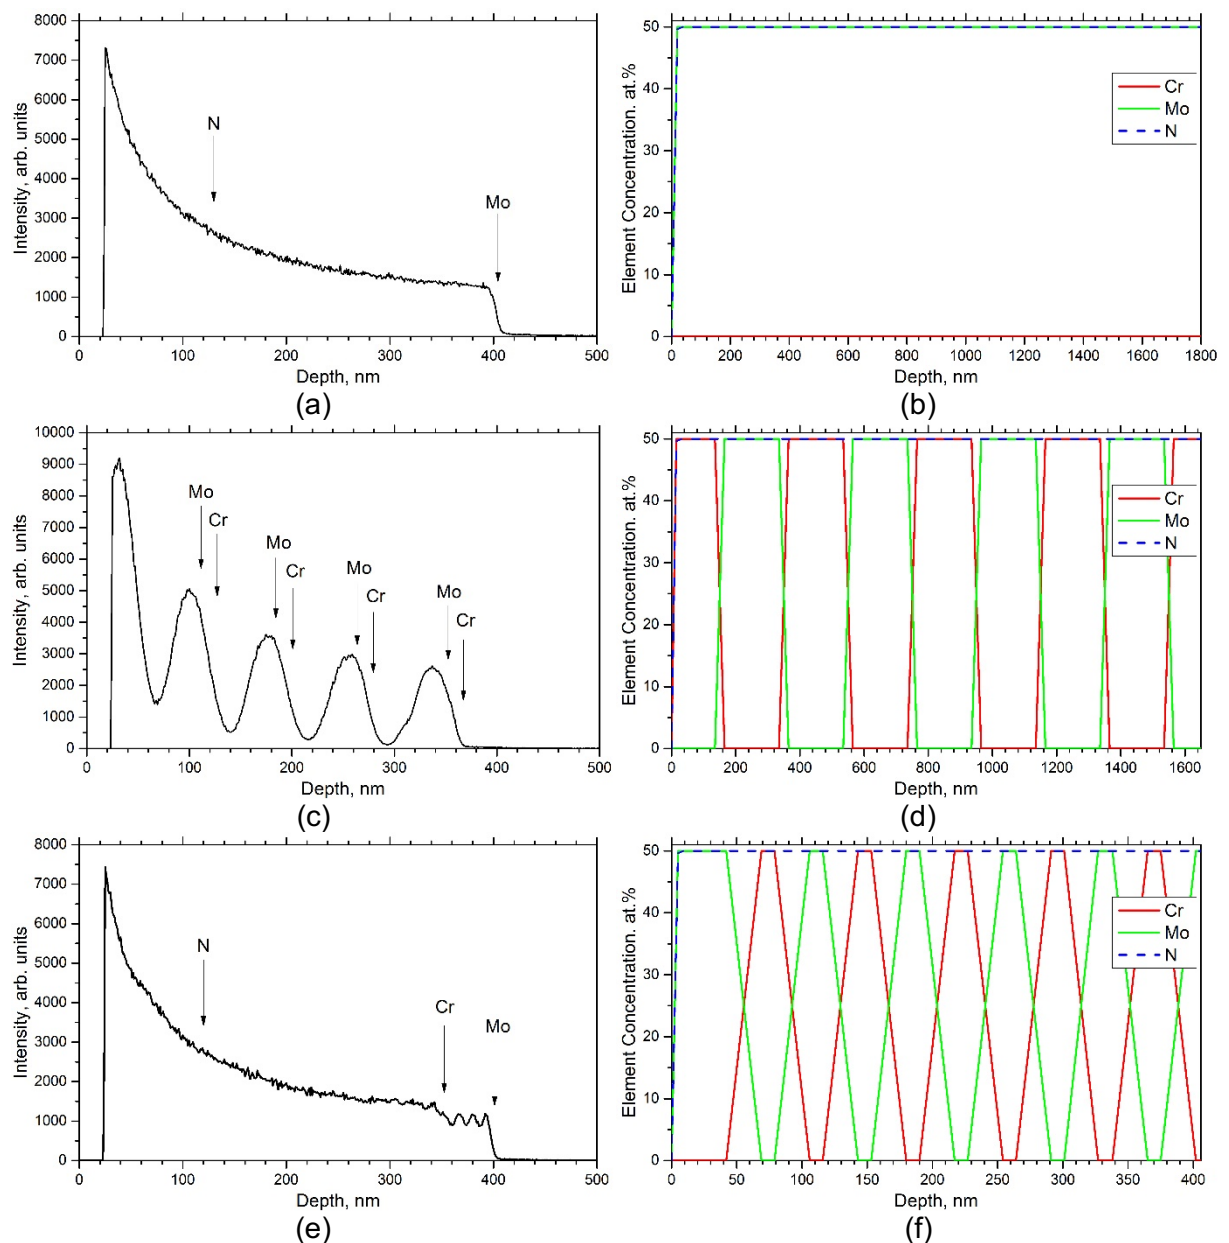 8000
7000
6000
5000
4000
3000
2000
1000
0
Intensity, arb. units
N
Mo
0 100 200 300 400 500
Depth, nm
(a)
50
40
30
20
10
0
Element Concentration. at.%
Cr
Mo
N
0 200 400 600 800 1000 1200 1400 1600 1800
Depth, nm
(b)
10000
9000
8000
7000
6000
5000
4000
3000
2000
1000
0
Intensity, arb. units
Mo
Cr
Mo
Cr
Mo
Cr
Mo
Cr
0 100 200 300 400 500
Depth, nm
(c)
50
40
30
20
10
0
Element Concentration. at.%
Cr
Mo
N
0 200 400 600 800 1000 1200 1400 1600
Depth, nm
(d)
8000
7000
6000
5000
4000
3000
2000
1000
0
Intensity, arb. units
N
Cr
Mo
0 100 200 300 400 500
Depth, nm
(e)
50
40
30
20
10
0
Element Concentration. at.%
Cr
Mo
N
0 50 100 150 200 250 300 350 400
Depth, nm
(f)